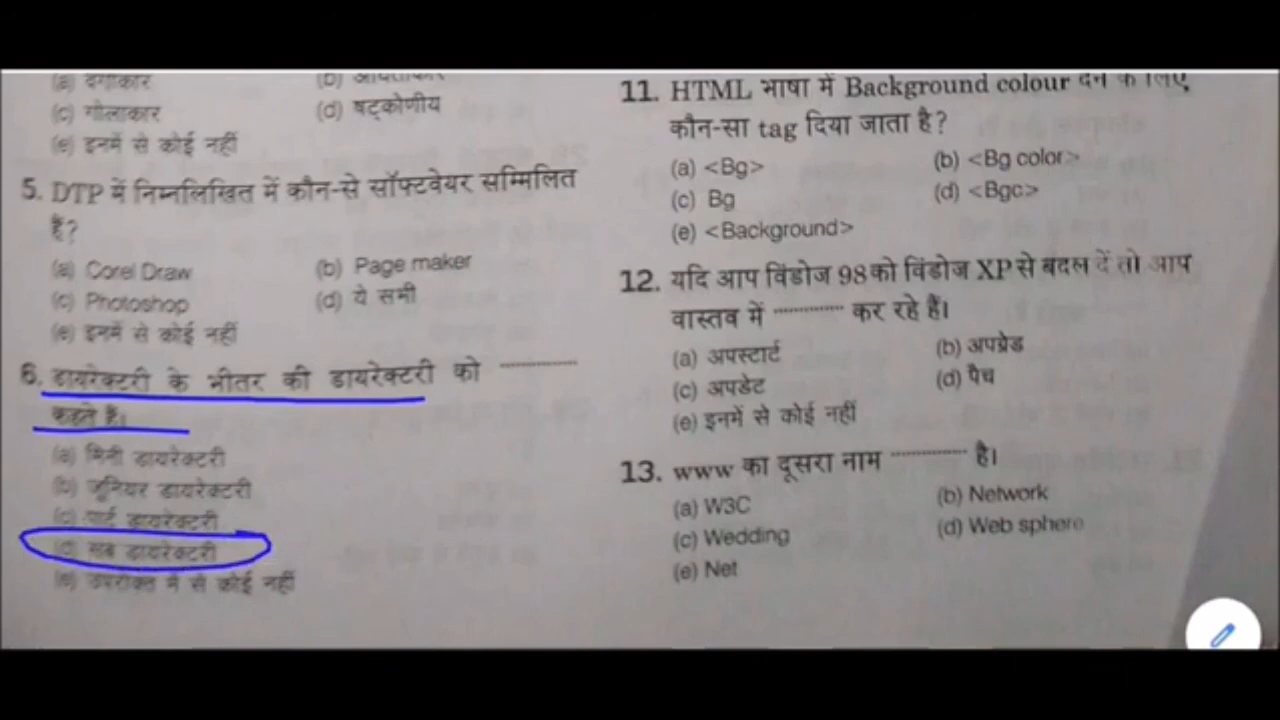 (a) वर्गाकार
(b) आयताकार
(c) गोलाकार
(d) षट्कोणीय
(e) इनमें से कोई नहीं
5. DTP में निम्नलिखित में कौन-से सॉफ्टवेयर सम्मिलित
हैं?
(a) Corel Draw
(b) Page maker
(c) Photoshop
(d) ये सभी
(e) इनमें से कोई नहीं
6. डायरेक्टरी के भीतर की डायरेक्टरी को ............
कहते हैं।
(a) मिनी डायरेक्टरी
(b) जूनियर डायरेक्टरी
(c) पार्ट डायरेक्टरी
(d) सब डायरेक्टरी
(e) उपरोक्त में से कोई नहीं
11. HTML भाषा में Background colour देने के लिए
कौन-सा tag दिया जाता है?
(a) <Bg>
(b) <Bg color>
(c) Bg
(d) <Bgc>
(e) <Background>
12. यदि आप विंडोज 98 को विंडोज XP से बदल दें तो आप
वास्तव में ............ कर रहे हैं।
(a) अपस्टार्ट
(b) अपग्रेड
(c) अपडेट
(d) पैच
(e) इनमें से कोई नहीं
13. www का दूसरा नाम ............ है।
(a) W3C
(b) Network
(c) Wedding
(d) Web sphere
(e) Net